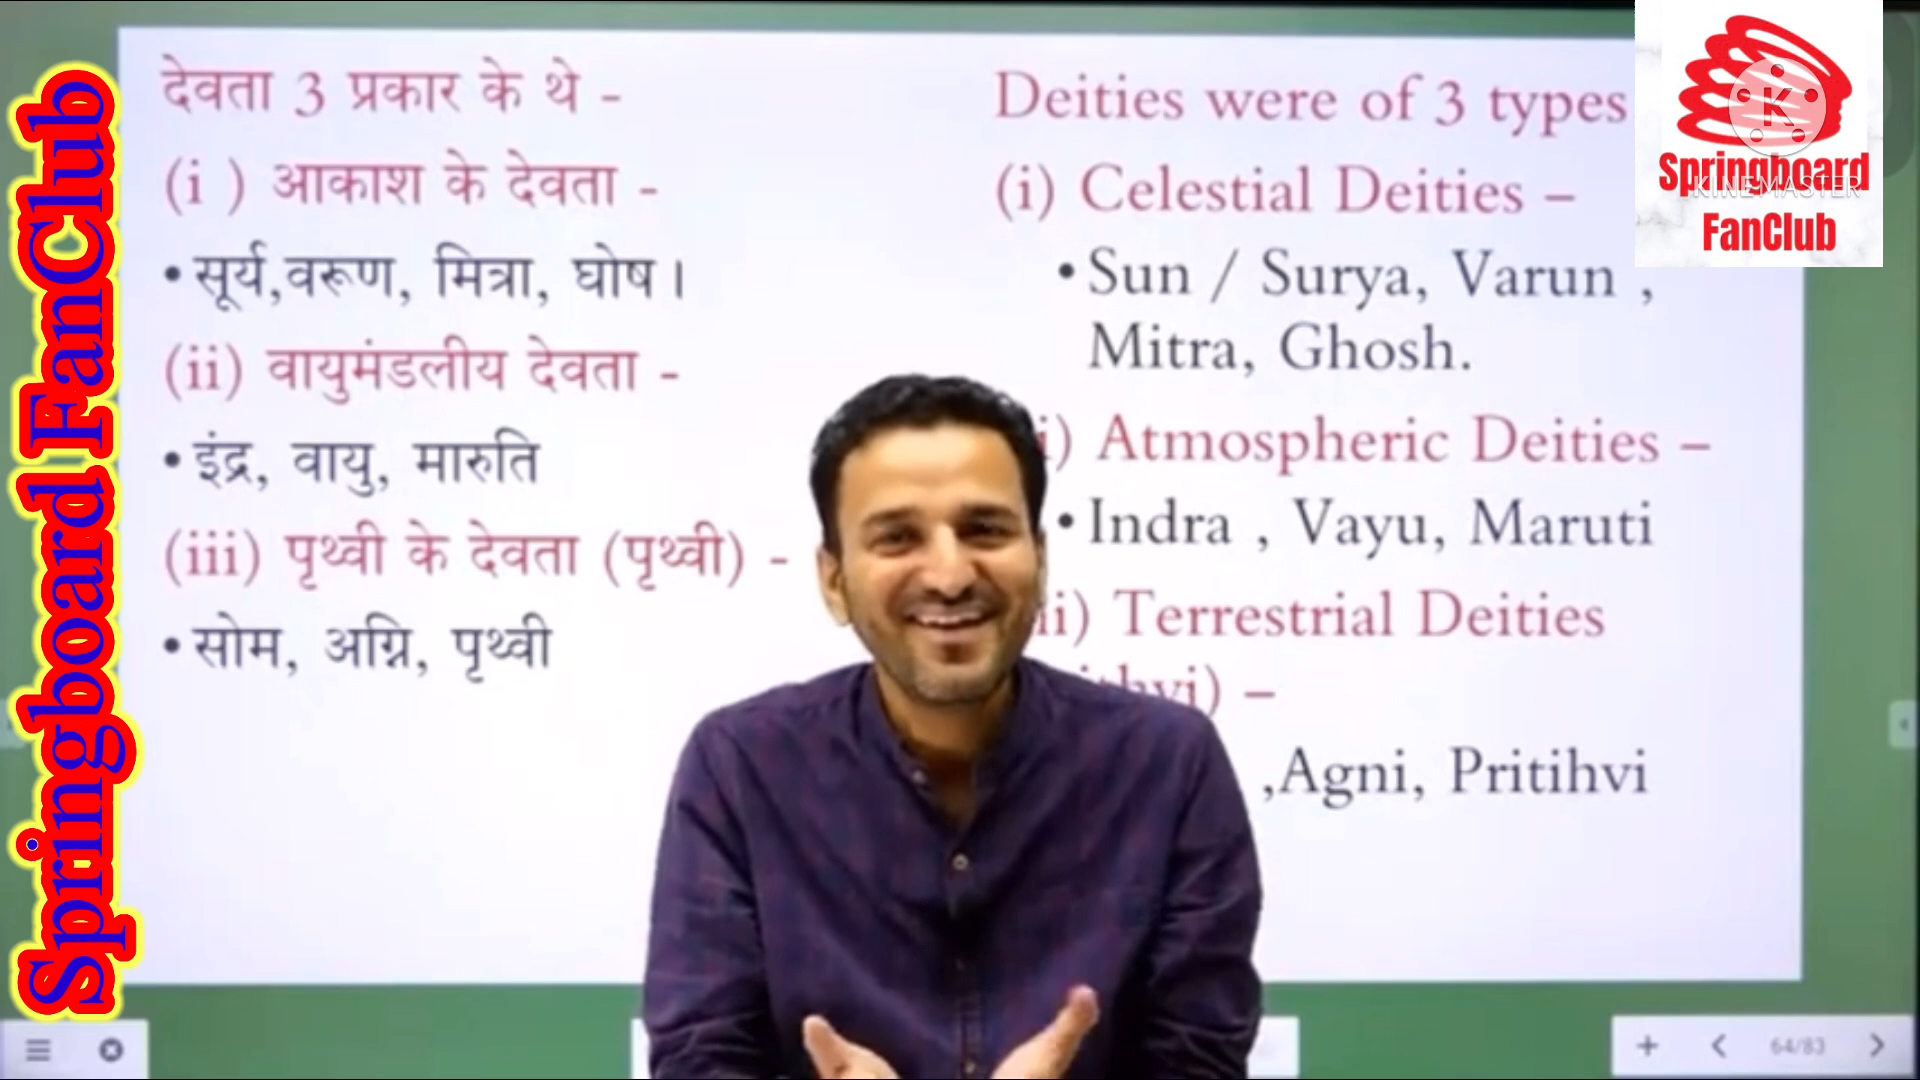 Springboard FanClub
देवता 3 प्रकार के थे -
(i ) आकाश के देवता -
• सूर्य,वरूण, मित्रा, घोष।
(ii) वायुमंडलीय देवता -
• इंद्र, वायु, मारुति
(iii) पृथ्वी के देवता (पृथ्वी) -
• सोम, अग्नि, पृथ्वी
Deities were of 3 types
(i) Celestial Deities –
• Sun / Surya, Varun ,
Mitra, Ghosh.
i) Atmospheric Deities –
• Indra , Vayu, Maruti
ii) Terrestrial Deities
ithvi) –
,Agni, Pritihvi
K
KINEMASTER
Springboard
FanClub
64/83